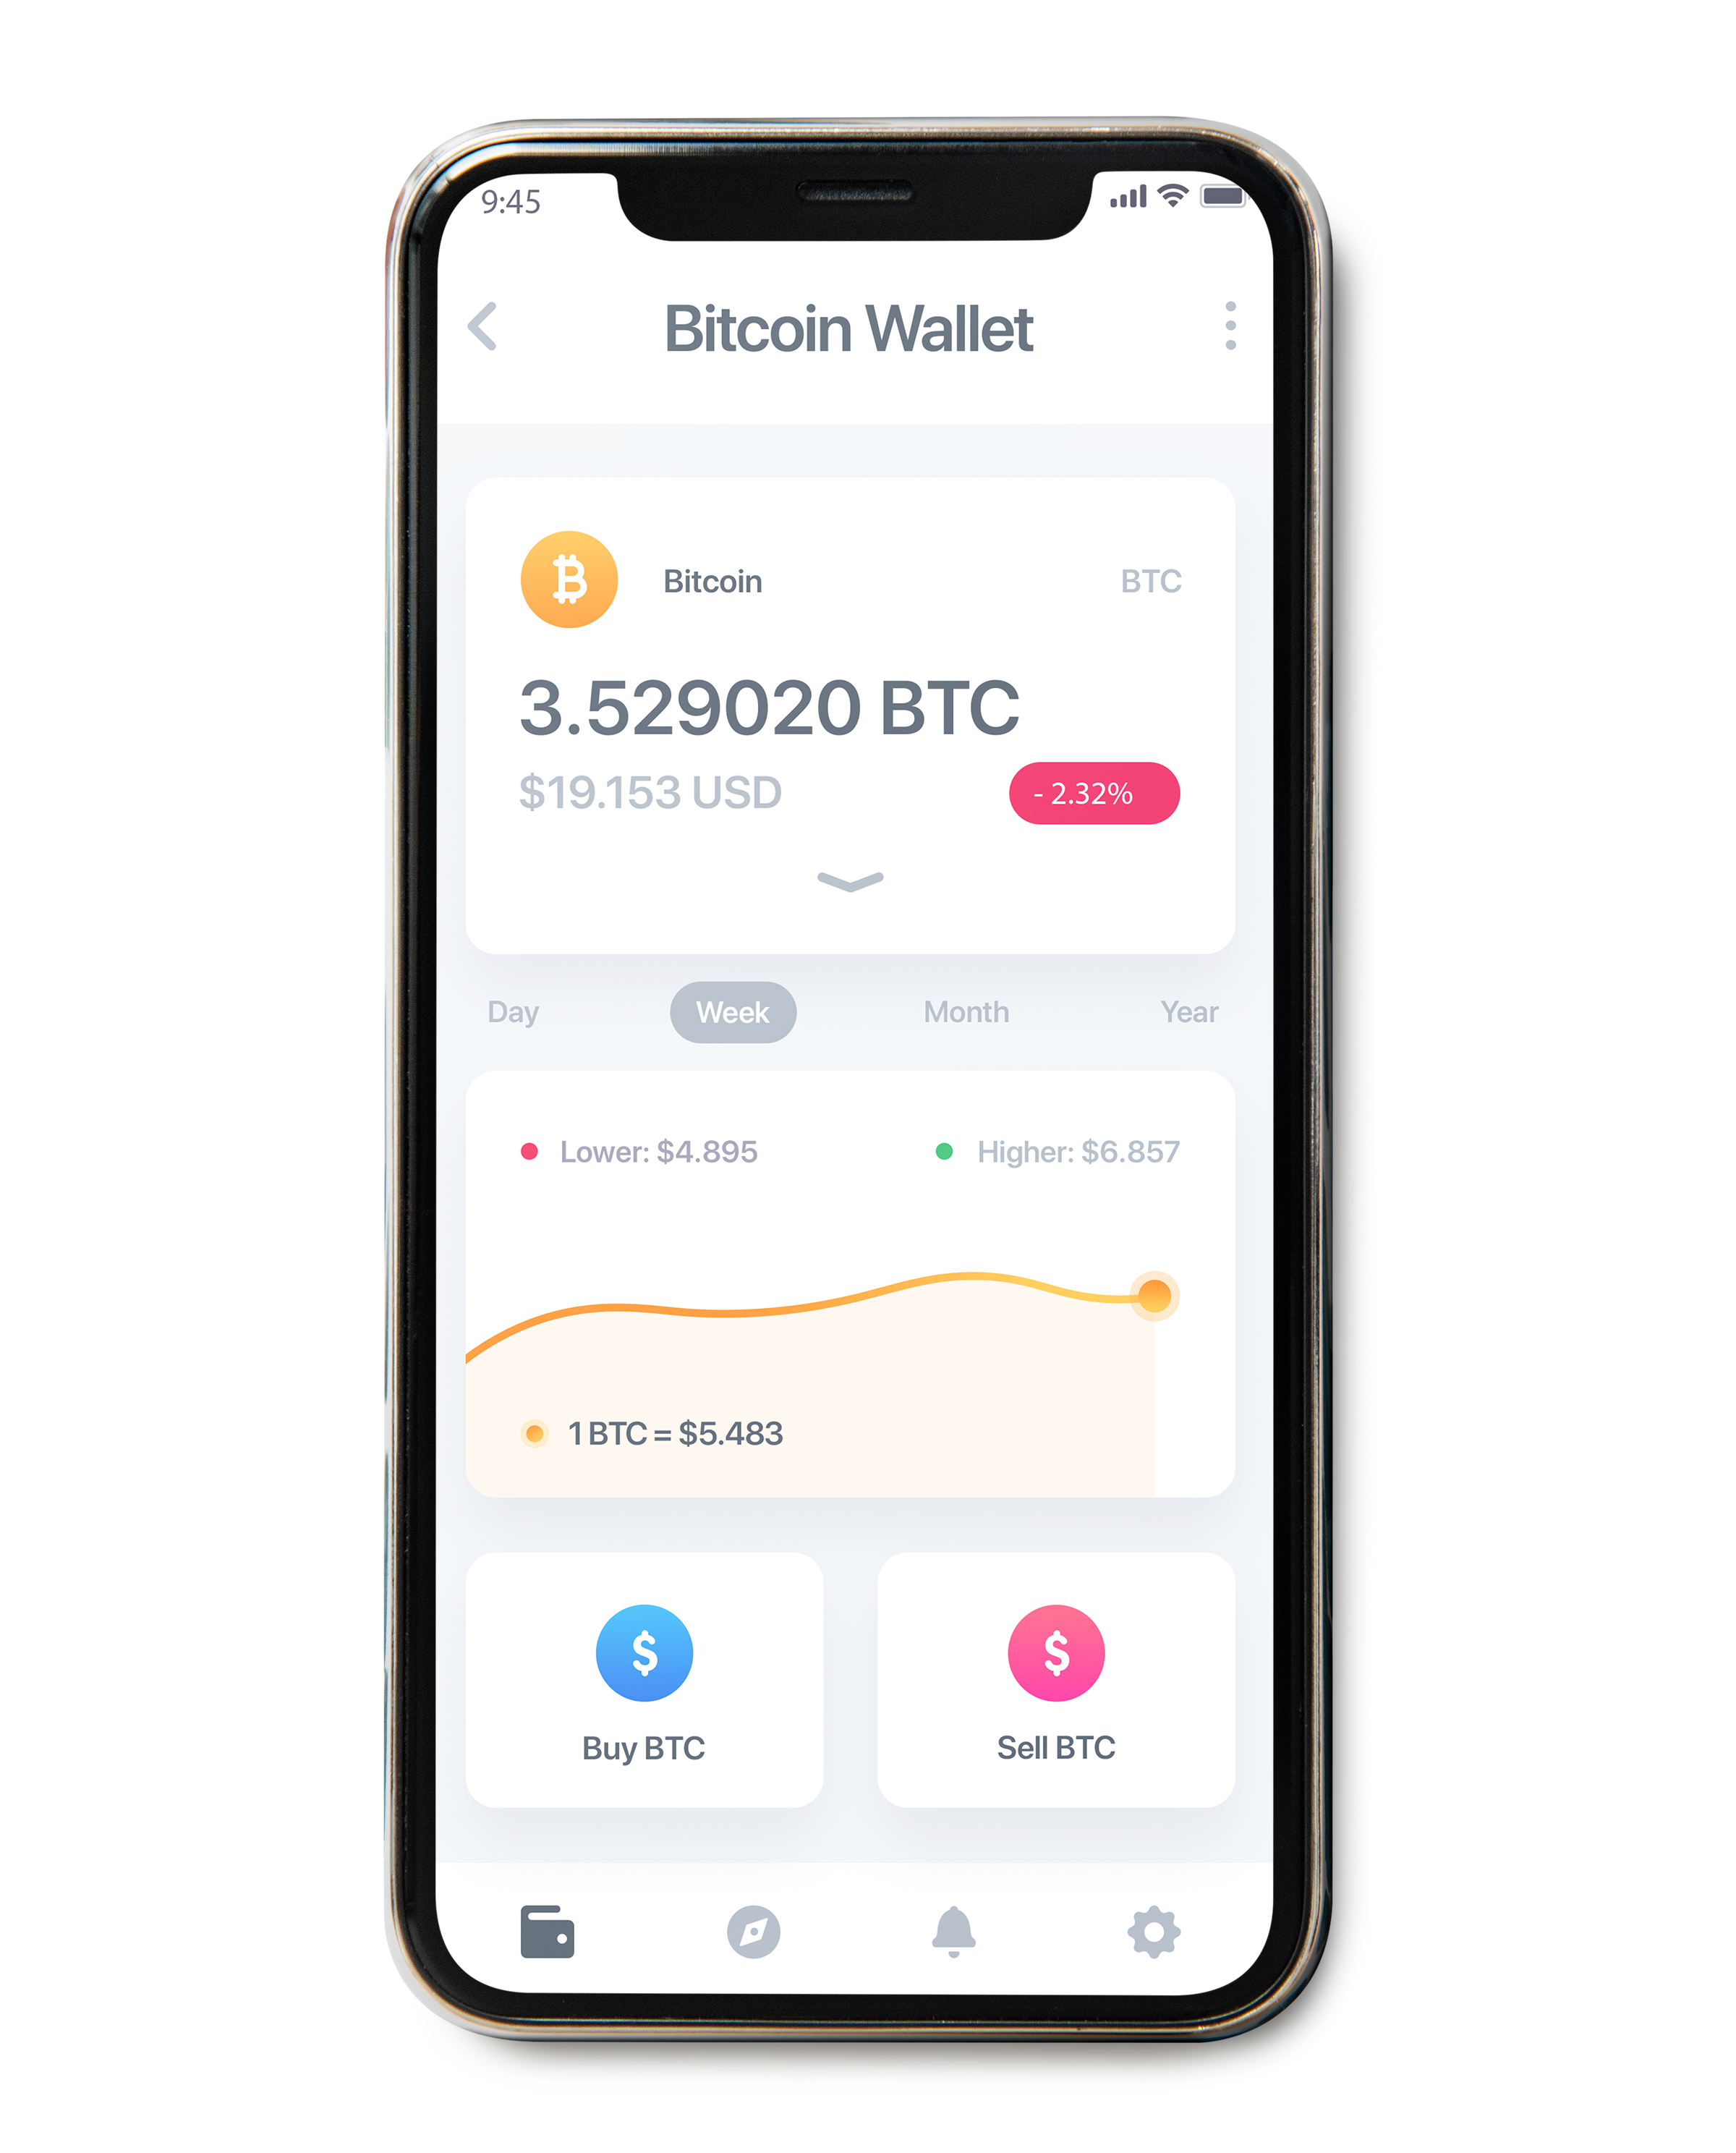 9:45
Bitcoin Wallet
Bitcoin BTC
3.529020 BTC
$19.153 USD - 2.32%
Day Week Month Year
Lower: $4.895 Higher: $6.857
1 BTC = $5.483
Buy BTC Sell BTC